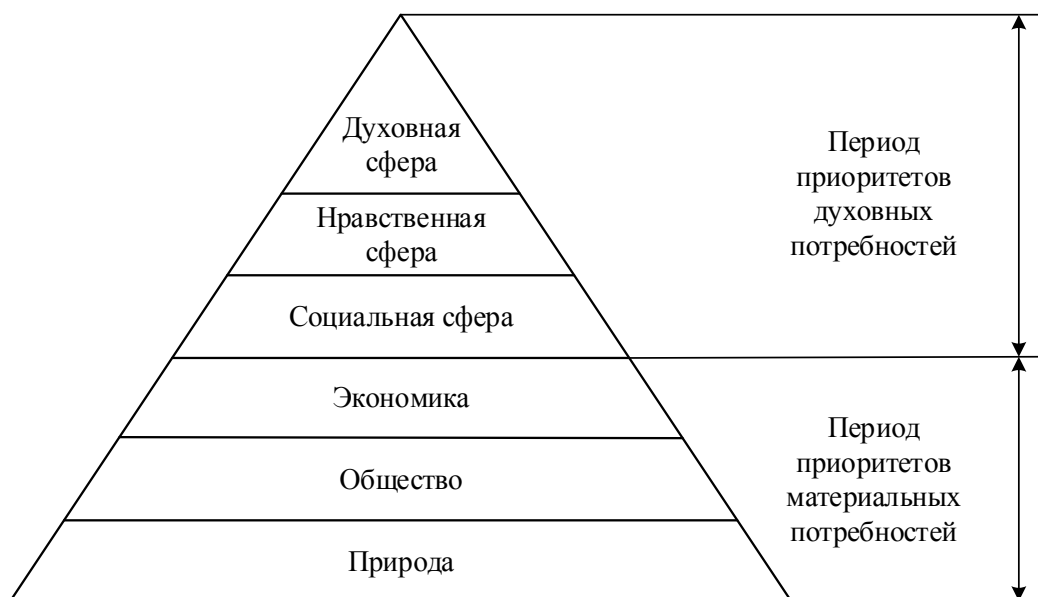 Духовная
сфера
Нравственная
сфера
Социальная сфера
Экономика
Общество
Природа
Период
приоритетов
духовных
потребностей
Период
приоритетов
материальных
потребностей